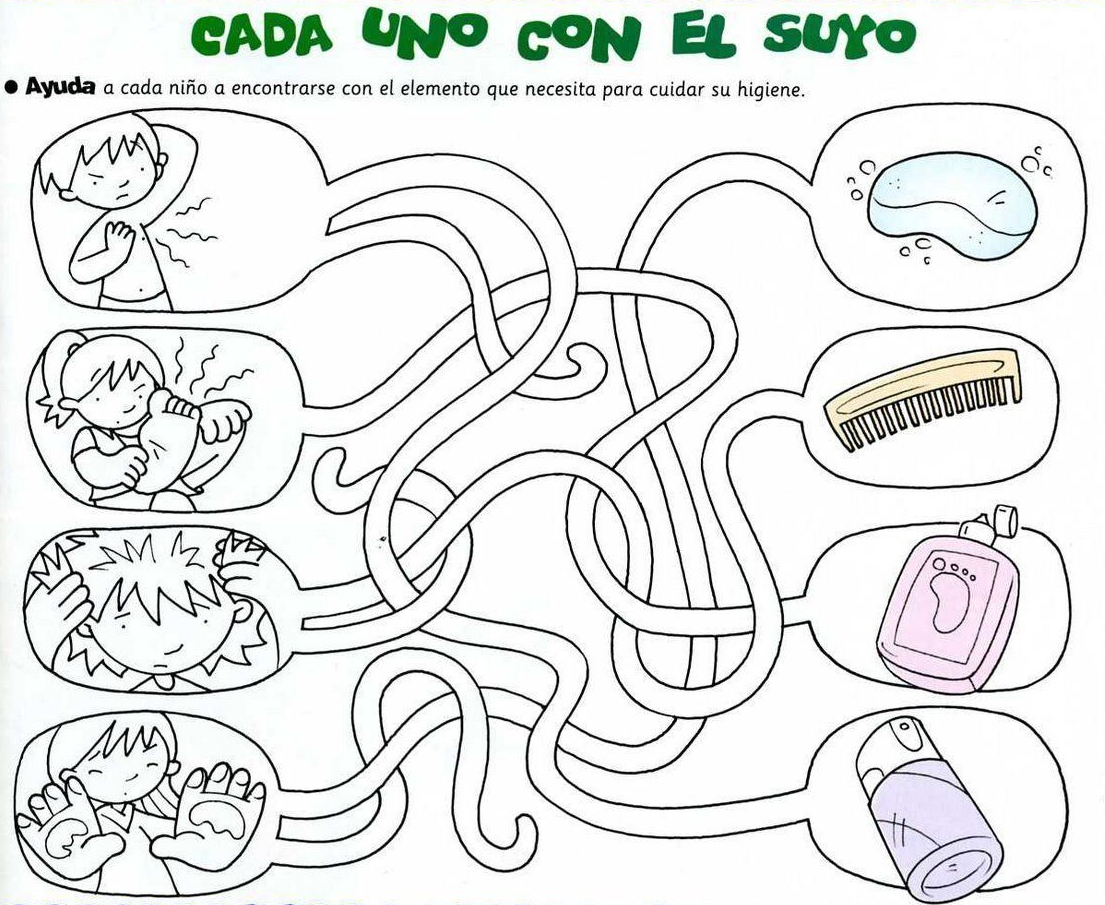 CADA UNO CON EL SUYO
● Ayuda a cada niño a encontrarse con el elemento que necesita para cuidar su higiene.